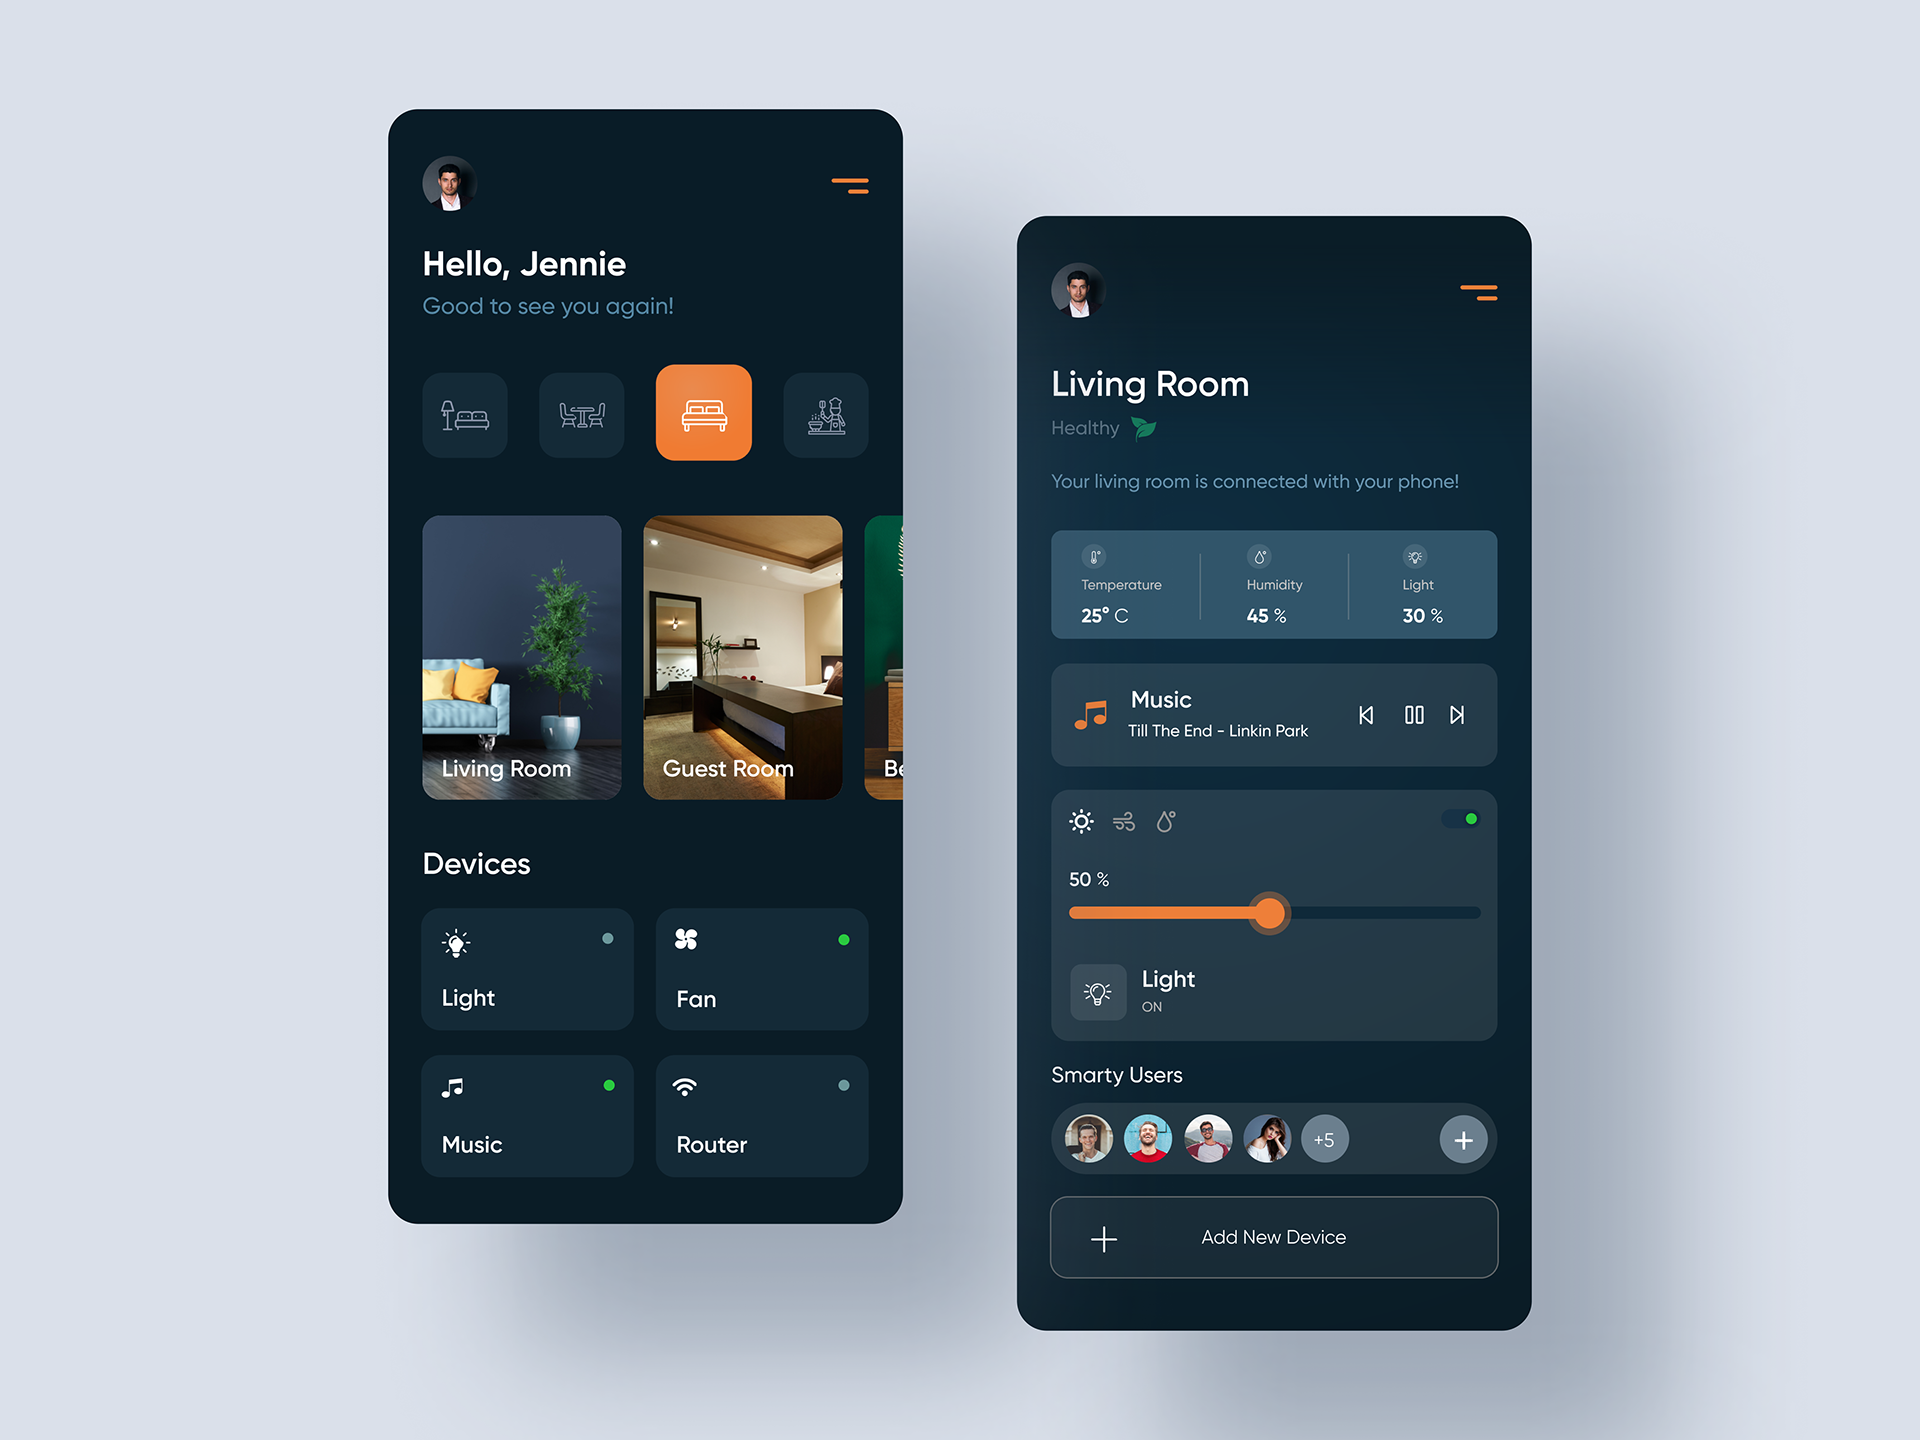 Hello, Jennie
Good to see you again!
Living Room
Guest Room
Be
Devices
Light
Fan
Music
Router
Living Room
Healthy
Your living room is connected with your phone!
Temperature
25° C
Humidity
45 %
Light
30 %
Music
Till The End - Linkin Park
50 %
Light
ON
Smarty Users
+5
Add New Device